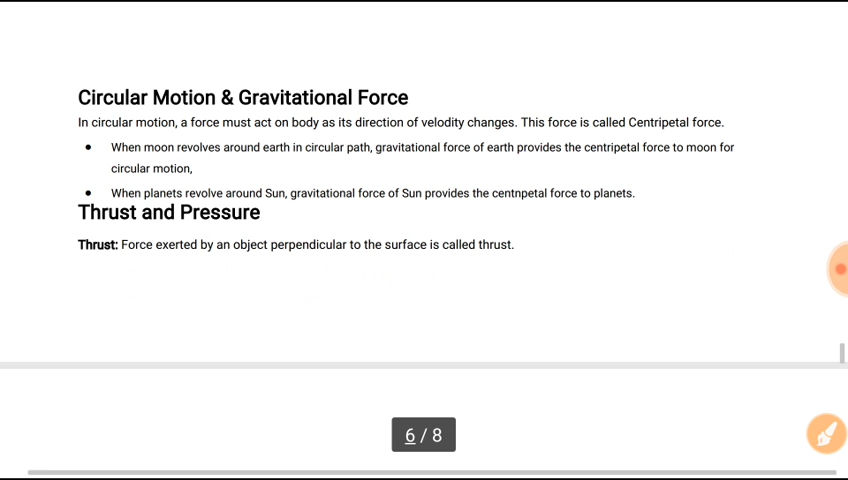 Circular Motion & Gravitational Force
In circular motion, a force must act on body as its direction of velodity changes. This force is called Centripetal force.
• When moon revolves around earth in circular path, gravitational force of earth provides the centripetal force to moon for
circular motion,
• When planets revolve around Sun, gravitational force of Sun provides the centnpetal force to planets.
Thrust and Pressure
Thrust: Force exerted by an object perpendicular to the surface is called thrust.
6 / 8